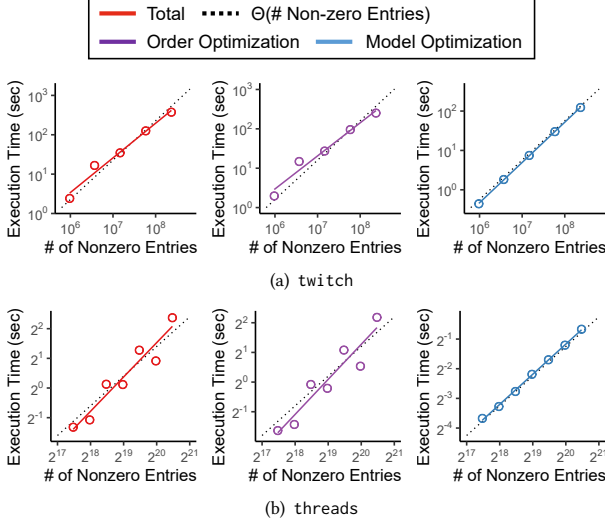 Total Θ(# Non-zero Entries)
Order Optimization Model Optimization
Execution Time (sec)
10³
10²
10¹
10⁰
10⁶ 10⁷ 10⁸
# of Nonzero Entries
Execution Time (sec)
10³
10²
10¹
10⁰
10⁶ 10⁷ 10⁸
# of Nonzero Entries
Execution Time (sec)
10²
10¹
10⁰
10⁶ 10⁷ 10⁸
# of Nonzero Entries
(a) twitch
Execution Time (sec)
2²
2¹
2⁰
2⁻¹
2¹⁷ 2¹⁸ 2¹⁹ 2²⁰ 2²¹
# of Nonzero Entries
Execution Time (sec)
2²
2¹
2⁰
2⁻¹
2¹⁷ 2¹⁸ 2¹⁹ 2²⁰ 2²¹
# of Nonzero Entries
Execution Time (sec)
2⁻¹
2⁻²
2⁻³
2⁻⁴
2¹⁷ 2¹⁸ 2¹⁹ 2²⁰ 2²¹
# of Nonzero Entries
(b) threads